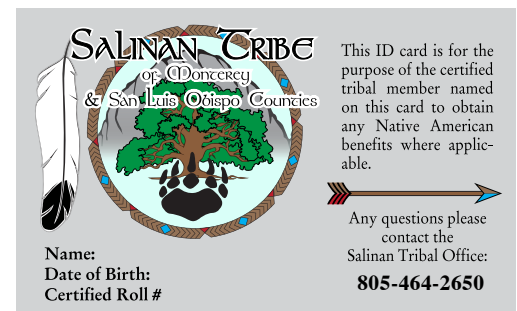 Salinan Tribe
of Monterey
& San Luis Obispo Counties
This ID card is for the
purpose of the certified
tribal member named
on this card to obtain
any Native American
benefits where applic-
able.
Any questions please
contact the
Salinan Tribal Office:
805-464-2650
Name:
Date of Birth:
Certified Roll #